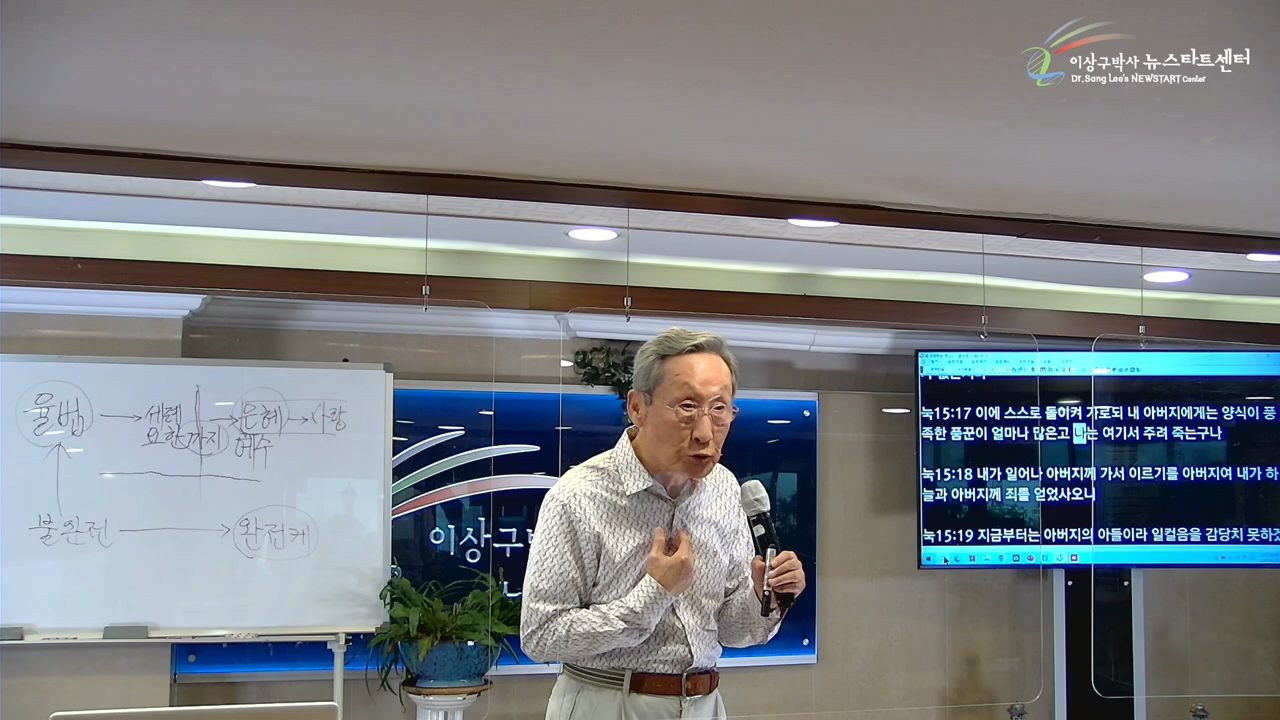 이상구박사 뉴스타트센터
Dr. Sang Lee's NEWSTART Center
율법 → 세례 → 은혜 → 사랑
요한까지 예수
불완전 → 완전케
이상구
눅15:17 이에 스스로 돌이켜 가로되 내 아버지에게는 양식이 풍
족한 품꾼이 얼마나 많은고 나는 여기서 주려 죽는구나
눅15:18 내가 일어나 아버지께 가서 이르기를 아버지여 내가 하
늘과 아버지께 죄를 얻었사오니
눅15:19 지금부터는 아버지의 아들이라 일컬음을 감당치 못하겠